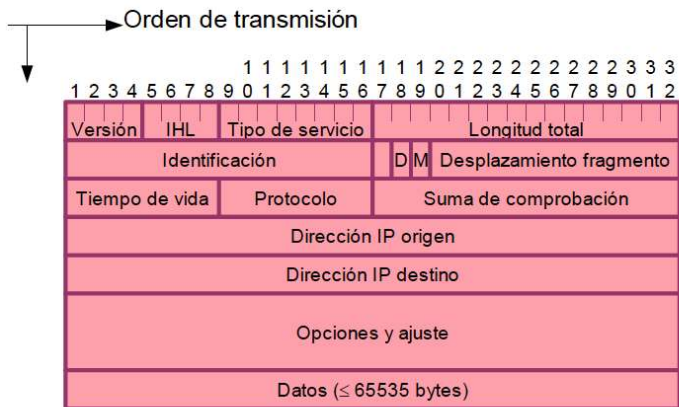 Orden de transmisión
1 1 1 1 1 1 1 1 1 1 2 2 2 2 2 2 2 2 2 2 3 3 3
1 2 3 4 5 6 7 8 9 0 1 2 3 4 5 6 7 8 9 0 1 2 3 4 5 6 7 8 9 0 1 2
Versión IHL Tipo de servicio Longitud total
Identificación D M Desplazamiento fragmento
Tiempo de vida Protocolo Suma de comprobación
Dirección IP origen
Dirección IP destino
Opciones y ajuste
Datos (≤ 65535 bytes)